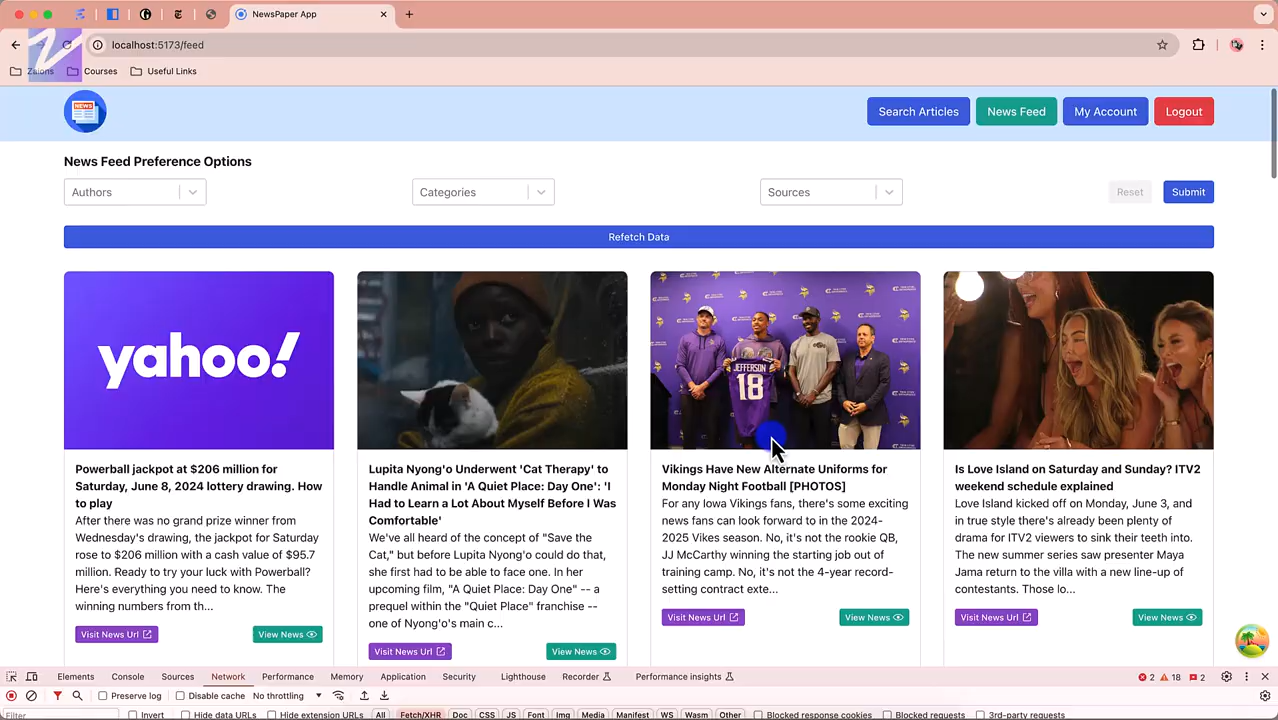 NewsPaper App
localhost:5173/feed
Zaions
Courses
Useful Links
NEWS
Search Articles
News Feed
My Account
Logout
News Feed Preference Options
Authors
Categories
Sources
Reset
Submit
Refetch Data
yahoo!
Powerball jackpot at $206 million for
Saturday, June 8, 2024 lottery drawing. How
to play
After there was no grand prize winner from
Wednesday's drawing, the jackpot for Saturday
rose to $206 million with a cash value of $95.7
million. Ready to try your luck with Powerball?
Here's everything you need to know. The
winning numbers from th...
Visit News Url
View News
Lupita Nyong'o Underwent 'Cat Therapy' to
Handle Animal in 'A Quiet Place: Day One': 'I
Had to Learn a Lot About Myself Before I Was
Comfortable'
We've all heard of the concept of "Save the
Cat," but before Lupita Nyong'o could do that,
she first had to be able to face one. In her
upcoming film, "A Quiet Place: Day One" -- a
prequel within the "Quiet Place" franchise --
one of Nyong'o's main c...
Visit News Url
View News
JEFFERSON
18
Vikings Have New Alternate Uniforms for
Monday Night Football [PHOTOS]
For any Iowa Vikings fans, there's some exciting
news fans can look forward to in the 2024-
2025 Vikes season. No, it's not the rookie QB,
JJ McCarthy winning the starting job out of
training camp. No, it's not the 4-year record-
setting contract exte...
Visit News Url
View News
Is Love Island on Saturday and Sunday? ITV2
weekend schedule explained
Love Island kicked off on Monday, June 3, and
in true style there's already been plenty of
drama for ITV2 viewers to sink their teeth into.
The new summer series saw presenter Maya
Jama return to the villa with a new line-up of
contestants. Those lo...
Visit News Url
View News
Elements
Console
Sources
Network
Performance
Memory
Application
Security
Lighthouse
Recorder
Performance insights
2
18
2
Preserve log
Disable cache
No throttling
Filter
Invert
Hide data URLs
Hide extension URLs
All
Fetch/XHR
Doc
CSS
JS
Font
Img
Media
Manifest
WS
Wasm
Other
Blocked response cookies
Blocked requests
3rd-party requests